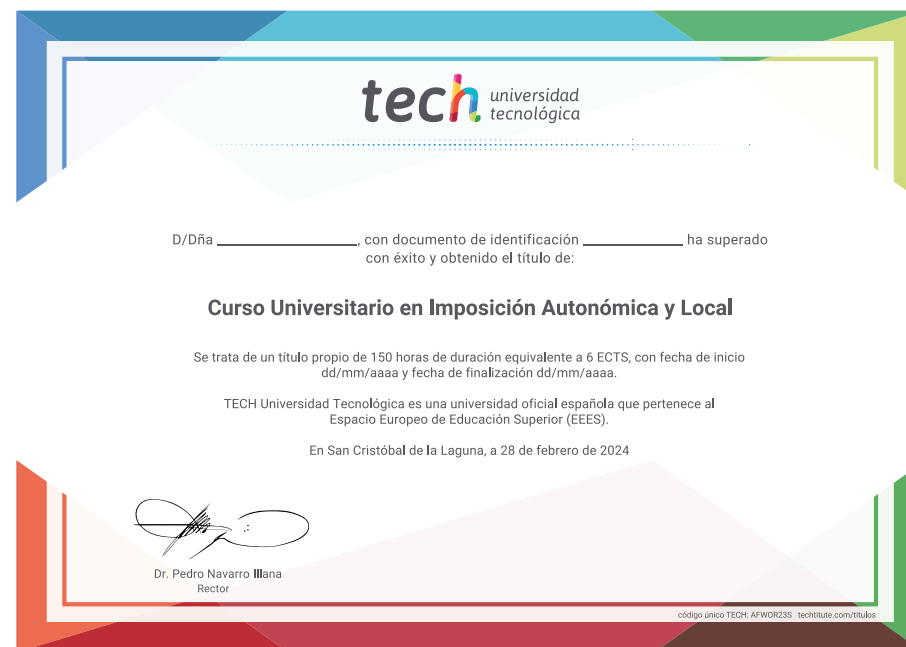 tech universidad
tecnológica
D/Dña ______________, con documento de identificación __________ ha superado
con éxito y obtenido el título de:
Curso Universitario en Imposición Autonómica y Local
Se trata de un título propio de 150 horas de duración equivalente a 6 ECTS, con fecha de inicio
dd/mm/aaaa y fecha de finalización dd/mm/aaaa.
TECH Universidad Tecnológica es una universidad oficial española que pertenece al
Espacio Europeo de Educación Superior (EEES).
En San Cristóbal de la Laguna, a 28 de febrero de 2024
Dr. Pedro Navarro Illana
Rector
código único TECH: AFWOR23S techtitute.com/titulos